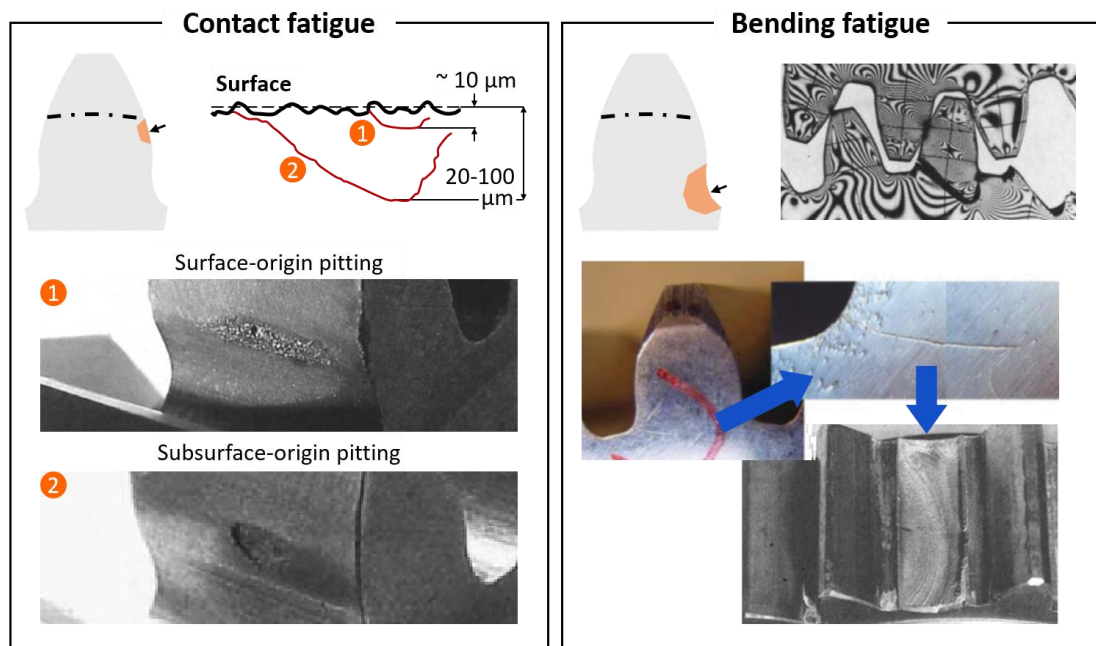 Contact fatigue
Surface
~ 10 μm
1
2
20-100
μm
Surface-origin pitting
1
Subsurface-origin pitting
2
Bending fatigue